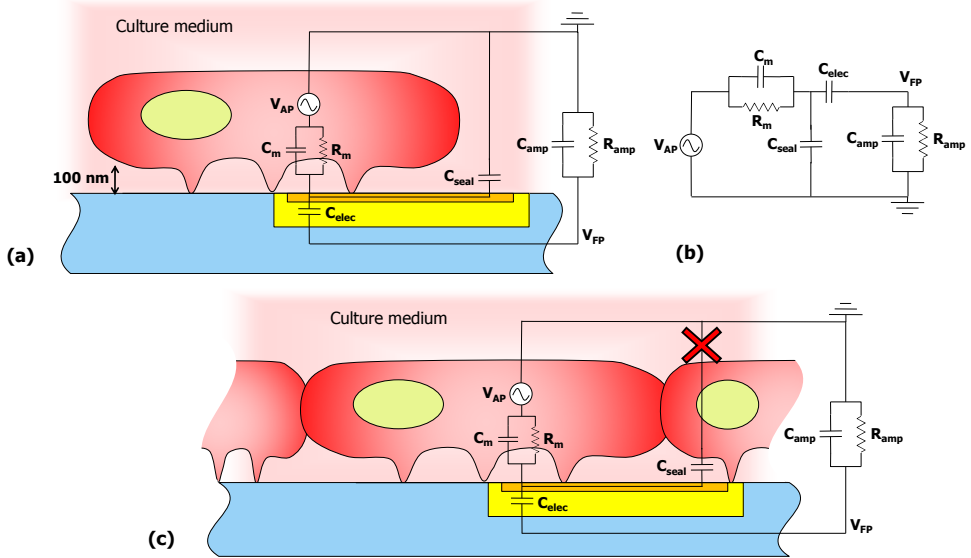 Culture medium
V_AP
C_m
R_m
100 nm
C_seal
C_elec
C_amp
R_amp
V_FP
(a)
C_m
C_elec
V_FP
R_m
V_AP
C_seal
C_amp
R_amp
(b)
Culture medium
V_AP
C_m
R_m
C_seal
C_elec
C_amp
R_amp
V_FP
(c)